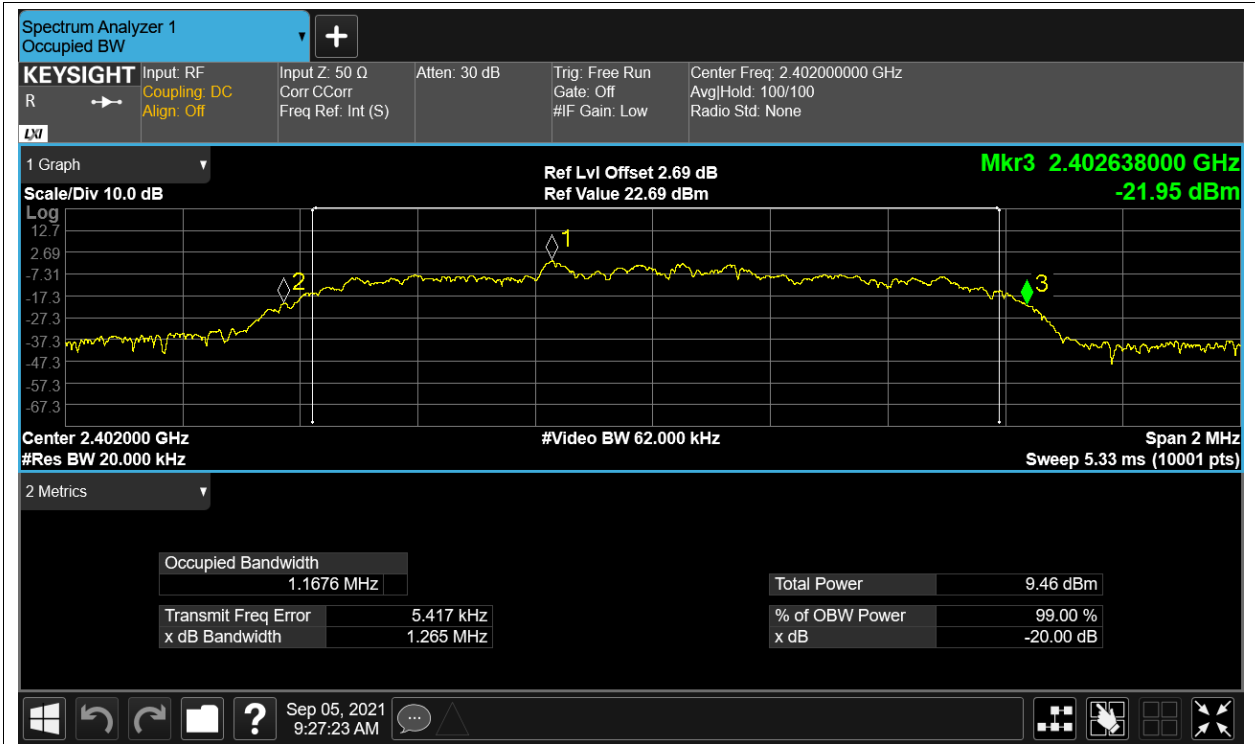 Spectrum Analyzer 1
Occupied BW
KEYSIGHT
R
LXI
Input: RF
Coupling: DC
Align: Off
Input Z: 50 Ω
Corr CCorr
Freq Ref: Int (S)
Atten: 30 dB
Trig: Free Run
Gate: Off
#IF Gain: Low
Center Freq: 2.402000000 GHz
Avg|Hold: 100/100
Radio Std: None
1 Graph
Scale/Div 10.0 dB
Ref Lvl Offset 2.69 dB
Ref Value 22.69 dBm
Mkr3 2.402638000 GHz
-21.95 dBm
Log
12.7
2.69
-7.31
-17.3
-27.3
-37.3
-47.3
-57.3
-67.3
1
2
3
Center 2.402000 GHz
#Video BW 62.000 kHz
Span 2 MHz
#Res BW 20.000 kHz
Sweep 5.33 ms (10001 pts)
2 Metrics
Occupied Bandwidth
1.1676 MHz
Transmit Freq Error 5.417 kHz
x dB Bandwidth 1.265 MHz
Total Power 9.46 dBm
% of OBW Power 99.00 %
x dB -20.00 dB
?
Sep 05, 2021
9:27:23 AM